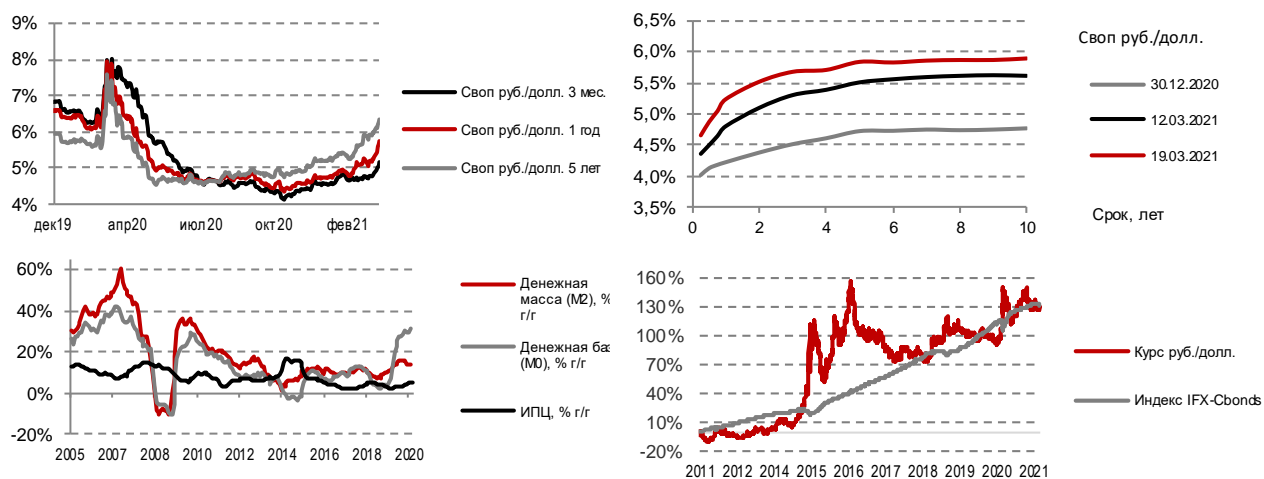 9%
8%
7%
6%
5%
4%
дек19 апр20 июл20 окт20 фев21
Своп руб./долл. 3 мес.
Своп руб./долл. 1 год
Своп руб./долл. 5 лет
6,5%
6,0%
5,5%
5,0%
4,5%
4,0%
3,5%
0 2 4 6 8 10
Своп руб./долл.
30.12.2020
12.03.2021
19.03.2021
Срок, лет
60%
40%
20%
0%
-20%
2005 2007 2008 2010 2012 2013 2015 2017 2018 2020
Денежная
масса (М2), %
г/г
Денежная ба
(М0), % г/г
ИПЦ, % г/г
160%
130%
100%
70%
40%
10%
-20%
2011 2012 2014 2015 2016 2017 2018 2019 2020 2021
Курс руб./долл.
Индекс IFX-Cbonds